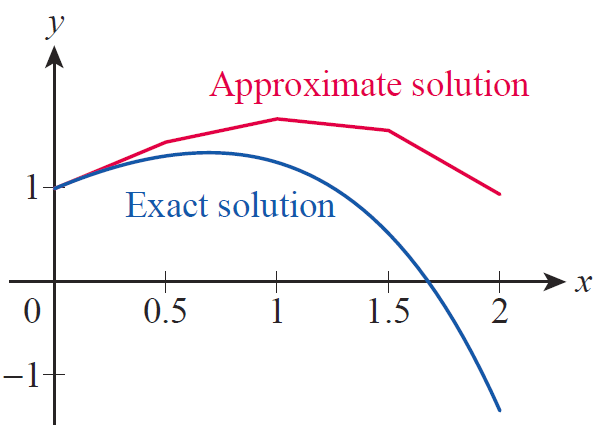 y
Approximate solution
1
Exact solution
x
0 0.5 1 1.5 2
−1